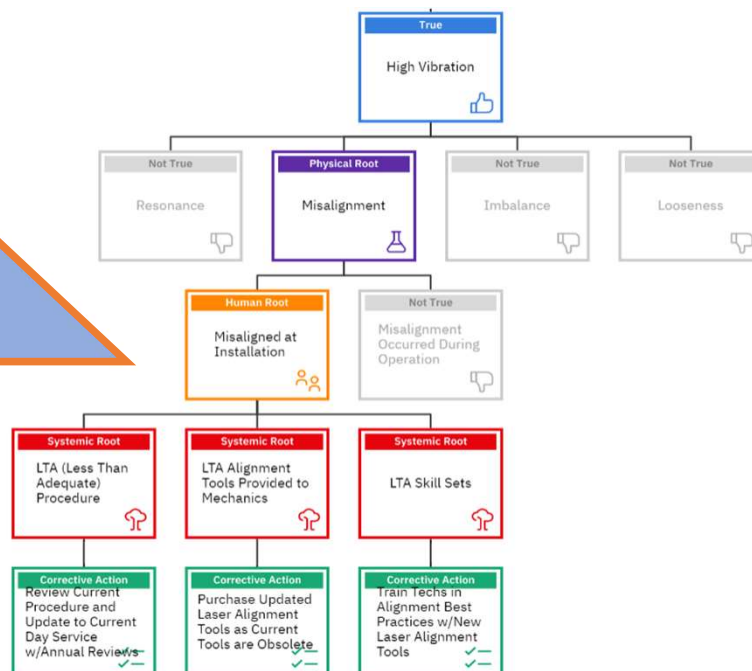 True
High Vibration
Not True
Resonance
Physical Root
Misalignment
Not True
Imbalance
Not True
Looseness
Human Root
Misaligned at
Installation
Not True
Misalignment
Occurred During
Operation
Systemic Root
LTA (Less Than
Adequate)
Procedure
Systemic Root
LTA Alignment
Tools Provided to
Mechanics
Systemic Root
LTA Skill Sets
Corrective Action
Review Current
Procedure and
Update to Current
Day Service
w/Annual Reviews
Corrective Action
Purchase Updated
Laser Alignment
Tools as Current
Tools are Obsolete
Corrective Action
Train Techs in
Alignment Best
Practices w/New
Laser Alignment
Tools